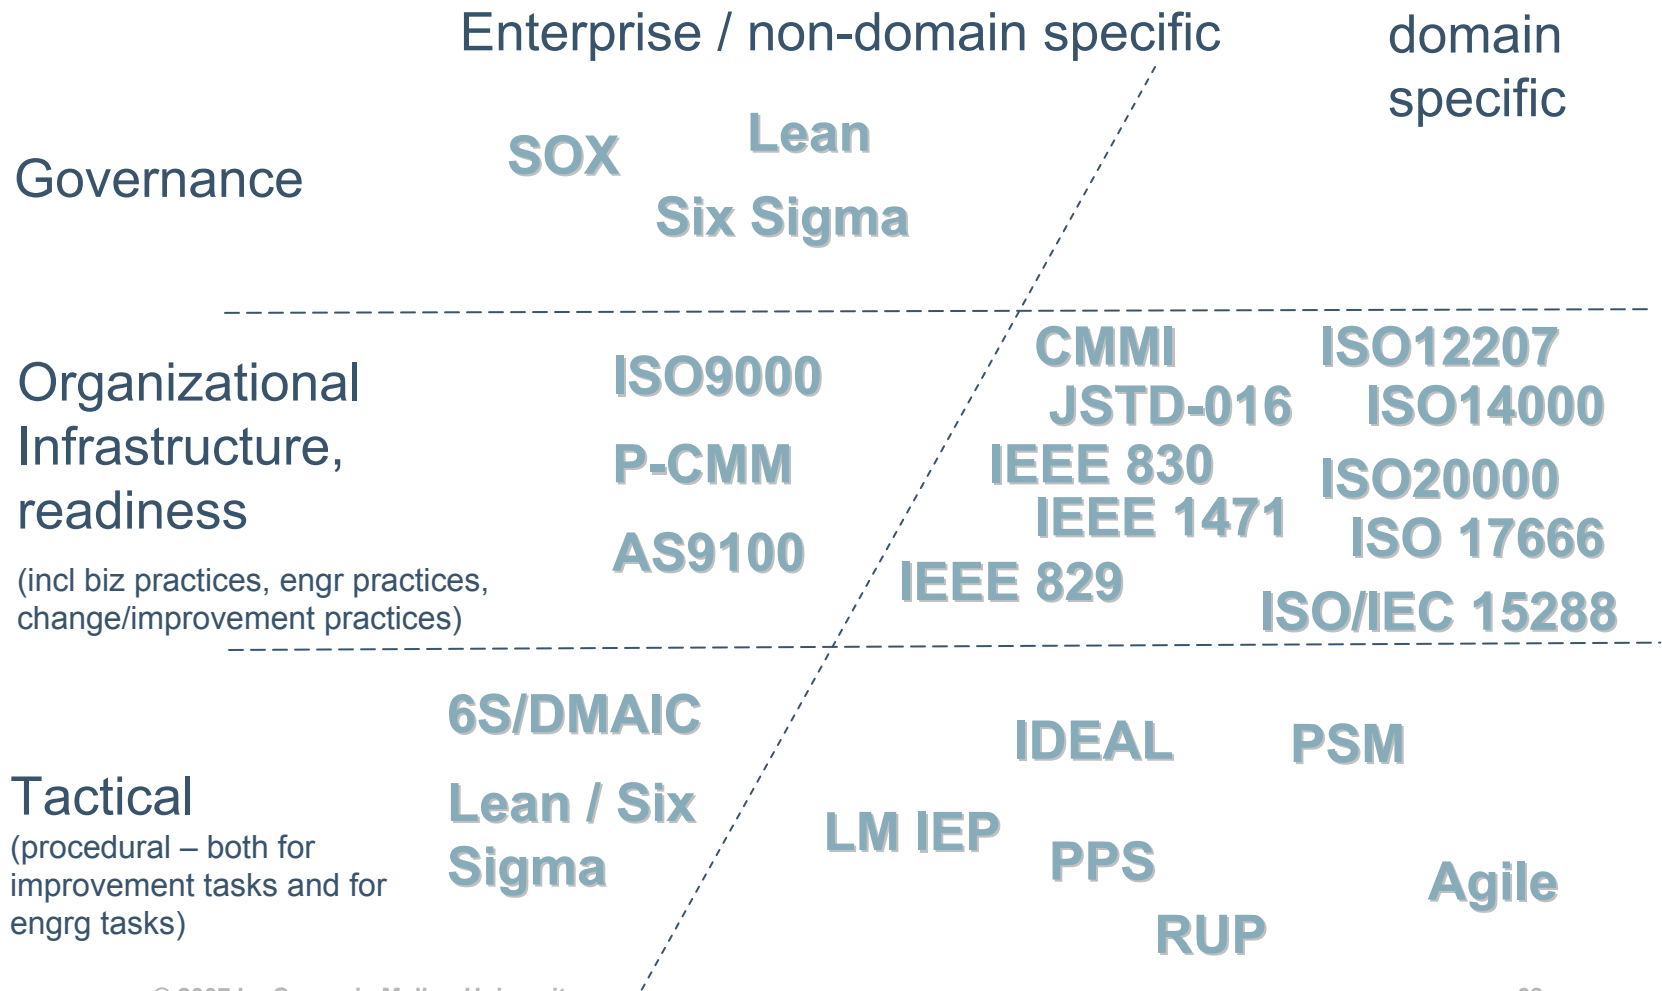 Enterprise / non-domain specific
domain
specific
Governance
SOX
Lean
Six Sigma
Organizational
Infrastructure,
readiness
(incl biz practices, engr practices,
change/improvement practices)
ISO9000
P-CMM
AS9100
CMMI
ISO12207
JSTD-016
ISO14000
IEEE 830
ISO20000
IEEE 1471
ISO 17666
IEEE 829
ISO/IEC 15288
Tactical
(procedural – both for
improvement tasks and for
engrg tasks)
6S/DMAIC
Lean / Six
Sigma
IDEAL
PSM
LM IEP
PPS
Agile
RUP